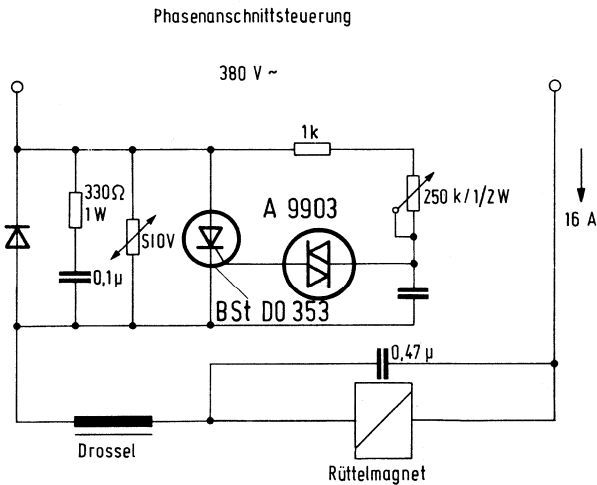 Phasenanschnittsteuerung
380 V ~
1k
330Ω
1W
A 9903
250 k/1/2W
16 A
S10V
0,1µ
BSt D0 353
0,47 µ
Drossel
Rüttelmagnet